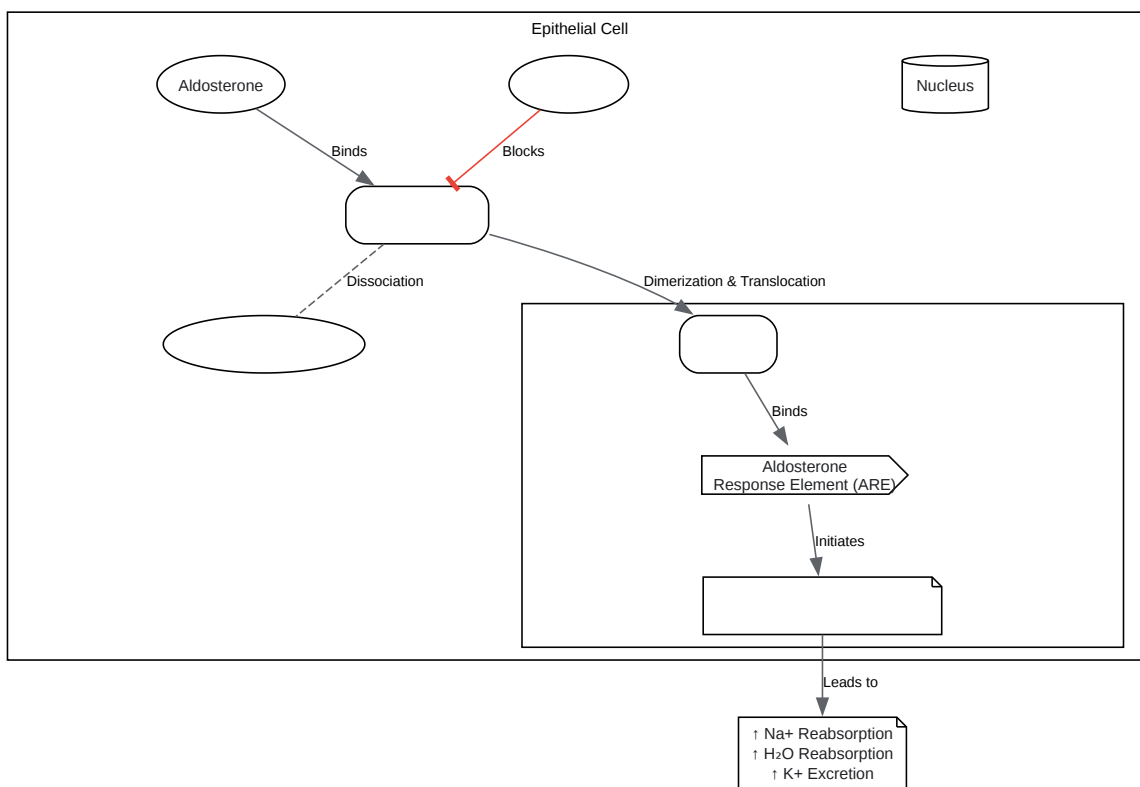 Epithelial Cell
Aldosterone
Nucleus
Binds
Blocks
Dissociation
Dimerization & Translocation
Binds
Aldosterone
Response Element (ARE)
Initiates
Leads to
↑ Na+ Reabsorption
↑ H₂O Reabsorption
↑ K+ Excretion